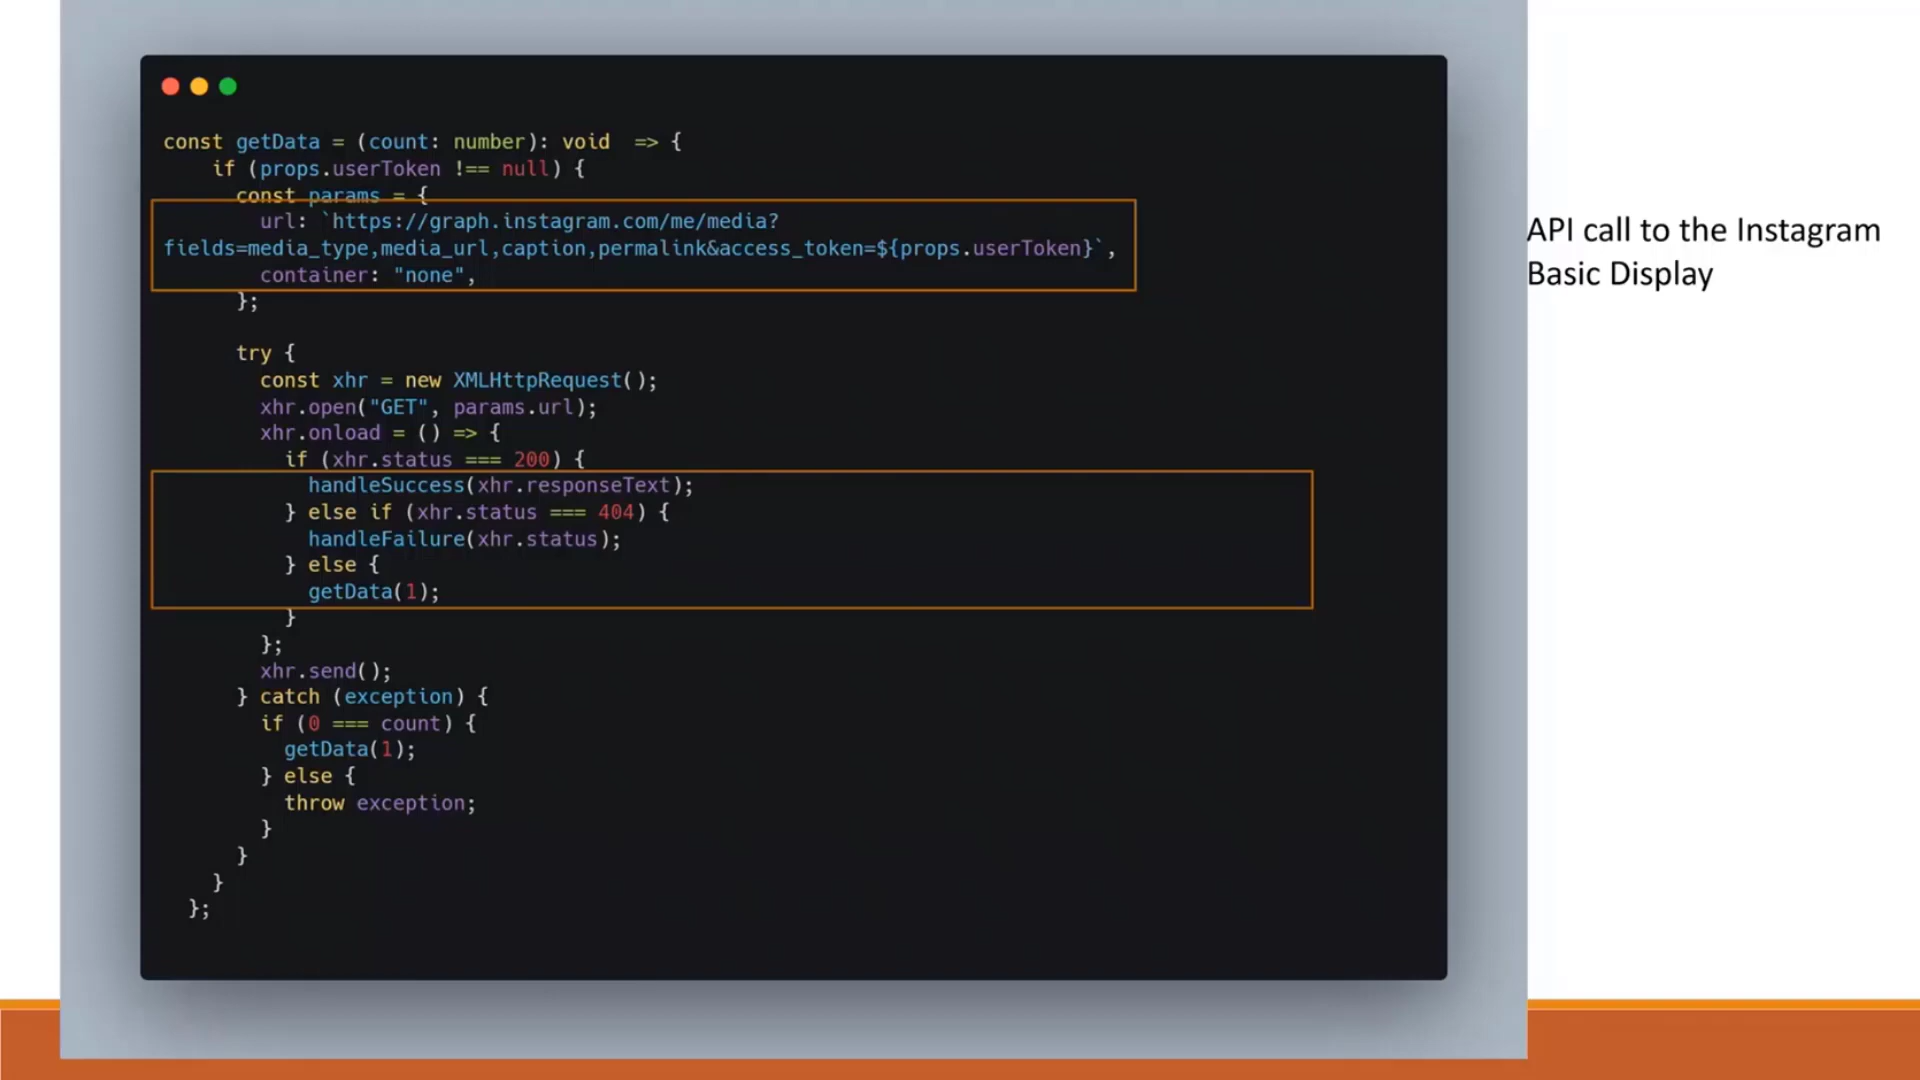 const getData = (count: number): void  => {
    if (props.userToken !== null) {
      const params = {
        url: `https://graph.instagram.com/me/media?
fields=media_type,media_url,caption,permalink&access_token=${props.userToken}`,
        container: "none",
      };

      try {
        const xhr = new XMLHttpRequest();
        xhr.open("GET", params.url);
        xhr.onload = () => {
          if (xhr.status === 200) {
            handleSuccess(xhr.responseText);
          } else if (xhr.status === 404) {
            handleFailure(xhr.status);
          } else {
            getData(1);
          }
        };
        xhr.send();
      } catch (exception) {
        if (0 === count) {
          getData(1);
        } else {
          throw exception;
        }
      }
    }
  };
API call to the Instagram
Basic Display